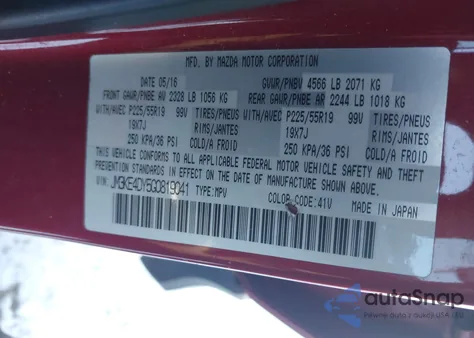 MFD. BY MAZDA MOTOR CORPORATION
DATE 05/16 GVWR/PNBV 4566 LB 2071 KG
FRONT GAWR/PNBE AV 2328 LB 1056 KG REAR GAWR/PNBE AR 2244 LB 1018 KG
WITH/AVEC P225/55R19 99V TIRES/PNEUS WITH/AVEC P225/55R19 99V TIRES/PNEUS
19X7J RIMS/JANTES 19X7J RIMS/JANTES
250 KPA/36 PSI COLD/A FROID 250 KPA/36 PSI COLD/A FROID
THIS VEHICLE CONFORMS TO ALL APPLICABLE FEDERAL MOTOR VEHICLE SAFETY AND THEFT
PREVENTION STANDARDS IN EFFECT ON THE DATE OF MANUFACTURE SHOWN ABOVE.
VIN: JM3KE4DY5G0819041 TYPE:MPV COLOR CODE:41V MADE IN JAPAN
autoSnap